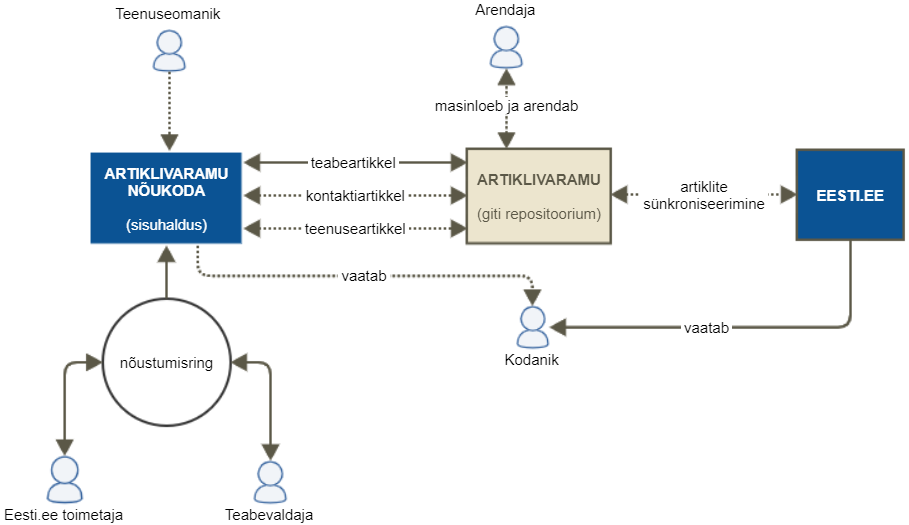 Teenuseomanik
Arendaja
masinloeb ja arendab
ARTIKLIVARAMU
NÕUKODA
(sisuhaldus)
teabeartikkel
kontaktiartikkel
teenuseartikkel
ARTIKLIVARAMU
(giti repositoorium)
artiklite
sünkroniseerimine
EESTI.EE
vaatab
vaatab
Kodanik
nõustumisring
Eesti.ee toimetaja
Teabevaldaja